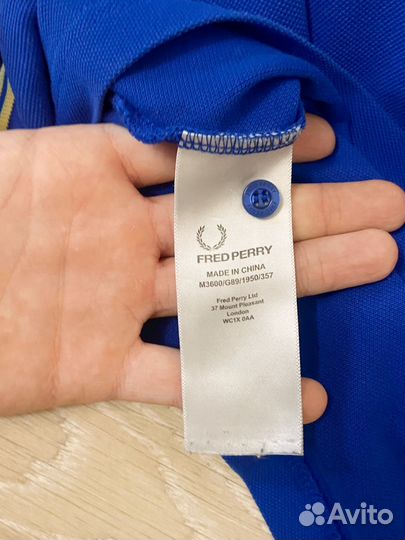 FRED PERRY
MADE IN CHINA
M3600/G89/1950/357
Fred Perry Ltd
37 Mount Pleasant
London
WC1X 0AA
Avito